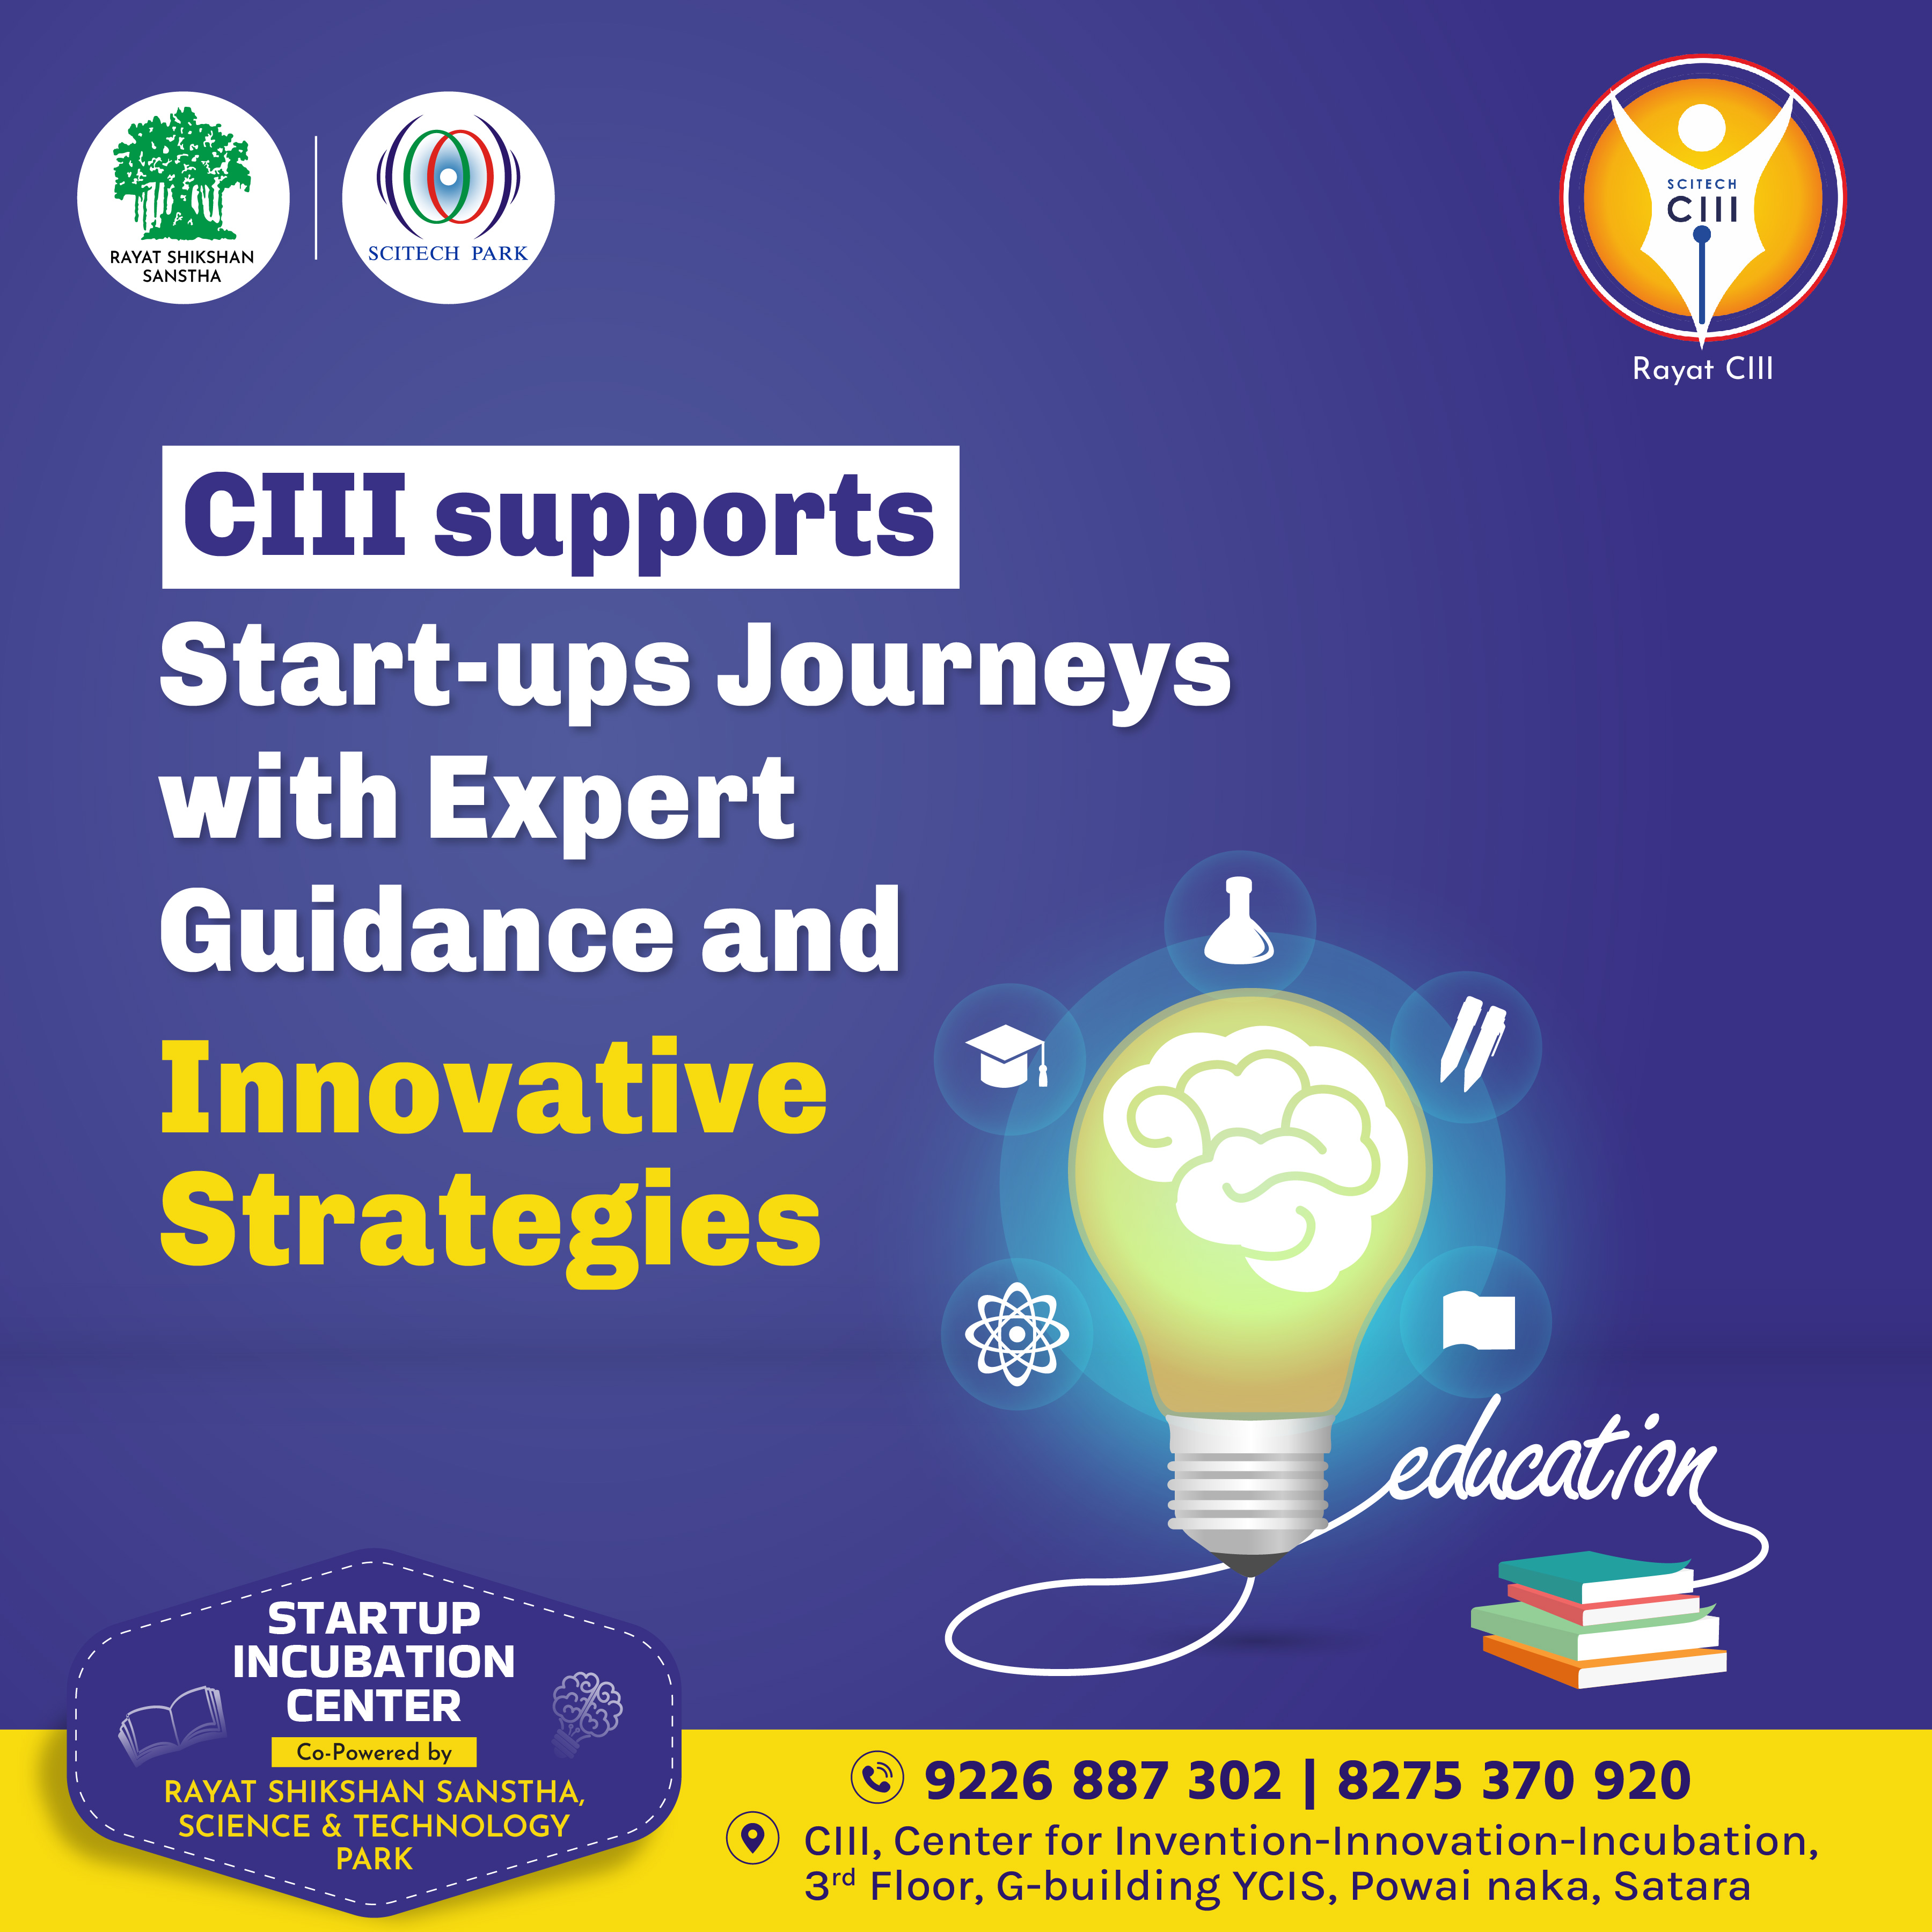 RAYAT SHIKSHAN
SANSTHA
SCITECH PARK
SCITECH
CIII
Rayat CIII
CIII supports
Start-ups Journeys
with Expert
Guidance and
Innovative
Strategies
education
STARTUP
INCUBATION
CENTER
Co-Powered by
RAYAT SHIKSHAN SANSTHA,
SCIENCE & TECHNOLOGY
PARK
9226 887 302 | 8275 370 920
CIII, Center for Invention-Innovation-Incubation,
3rd Floor, G-building YCIS, Powai naka, Satara